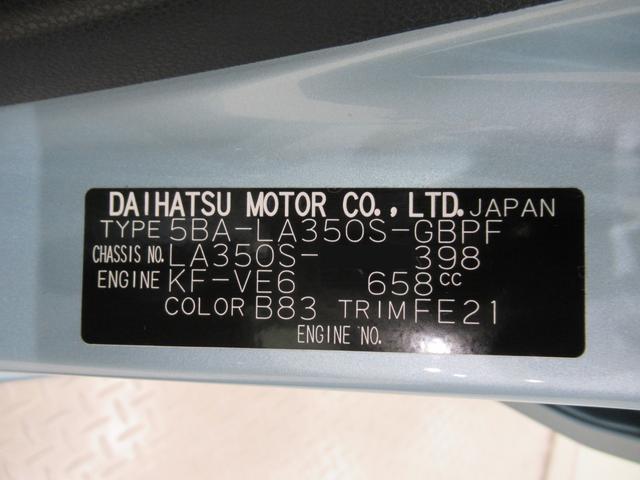 DAIHATSU MOTOR CO., LTD. JAPAN
TYPE 5BA-LA350S-GBPF
CHASSIS NO. LA350S- 398
ENGINE KF-VE6 658cc
COLOR B83 TRIM FE21
ENGINE NO.